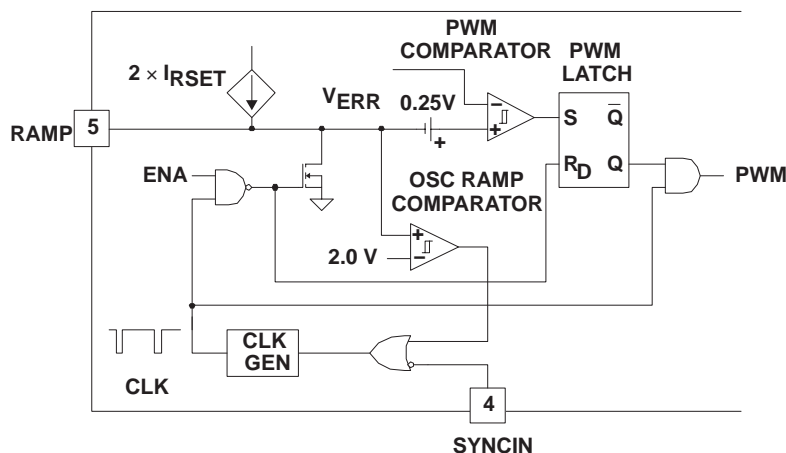 PWM
COMPARATOR
PWM
LATCH
2 × IRSET
VERR
0.25V
−
+
+
S Q̅
RAMP
5
ENA
RD Q
PWM
OSC RAMP
COMPARATOR
+
−
2.0 V
CLK
GEN
CLK
4
SYNCIN